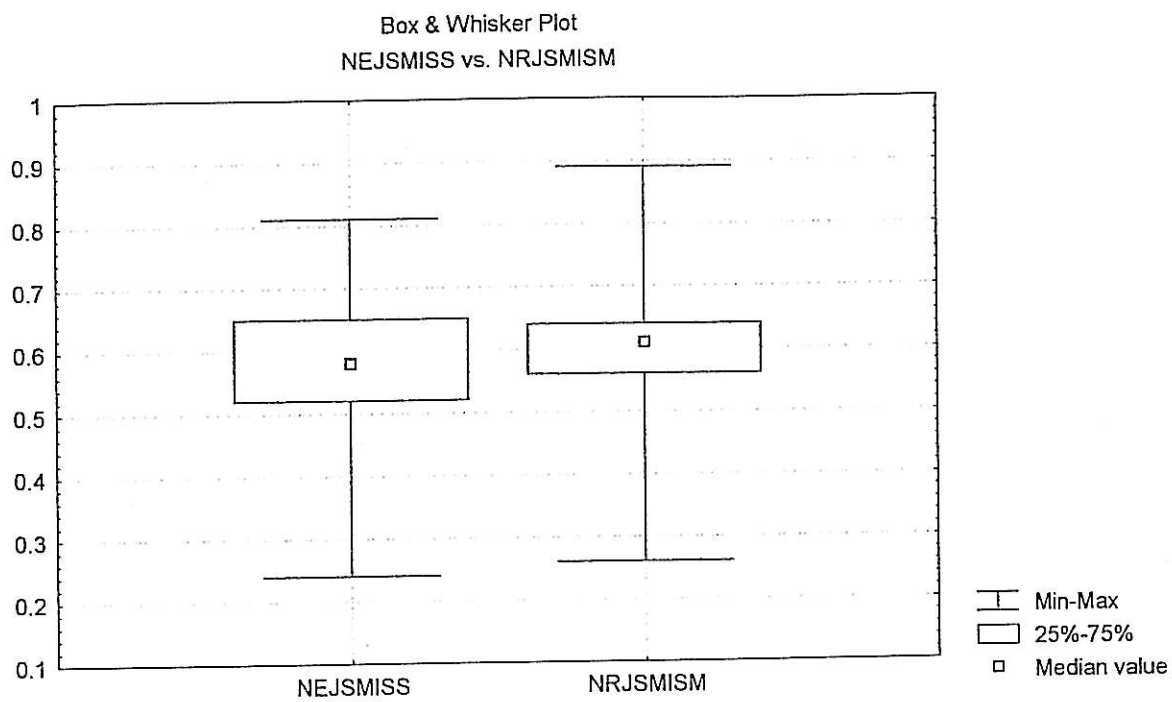 Box & Whisker Plot
NEJSMISS vs. NRJSMISM
1
0.9
0.8
0.7
0.6
0.5
0.4
0.3
0.2
0.1
NEJSMISS
NRJSMISM
Min-Max
25%-75%
Median value